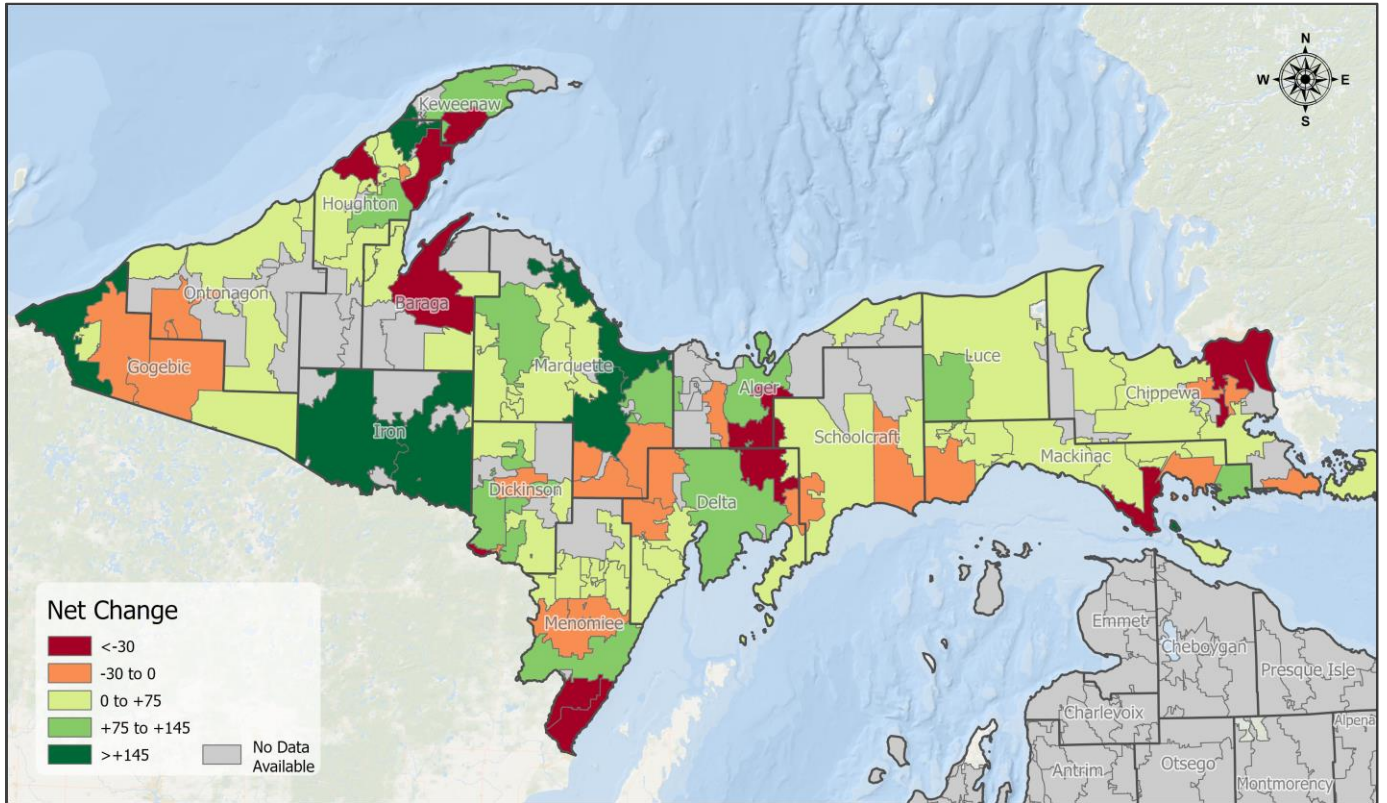 N
W E
S
Keweenaw
Houghton
Ontonagon
Baraga
Gogebic
Marquette
Iron
Alger
Luce
Chippewa
Schoolcraft
Mackinac
Dickinson
Delta
Menomiee
Emmet
Cheboygan
Presque Isle
Charlevoix
Alpena
Antrim
Otsego
Montmorency
Net Change
<-30
-30 to 0
0 to +75
+75 to +145
>+145
No Data
Available